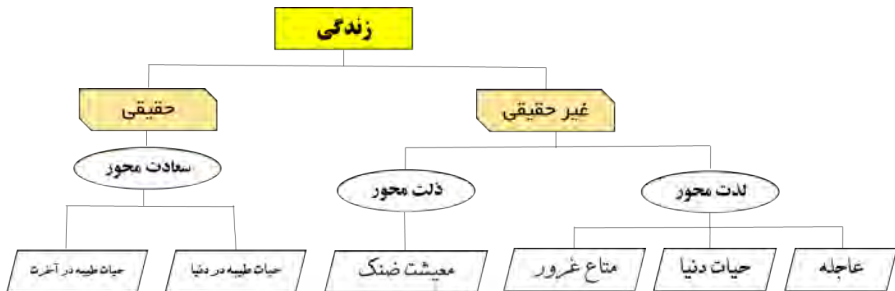 زندگی
غیر حقیقی
حقیقی
لذت محور
ذلت محور
سعادت محور
عاجله
حیات دنیا
متاع غرور
معیشت ضنک
حیات طیبه در دنیا
حیات طیبه در آخرت